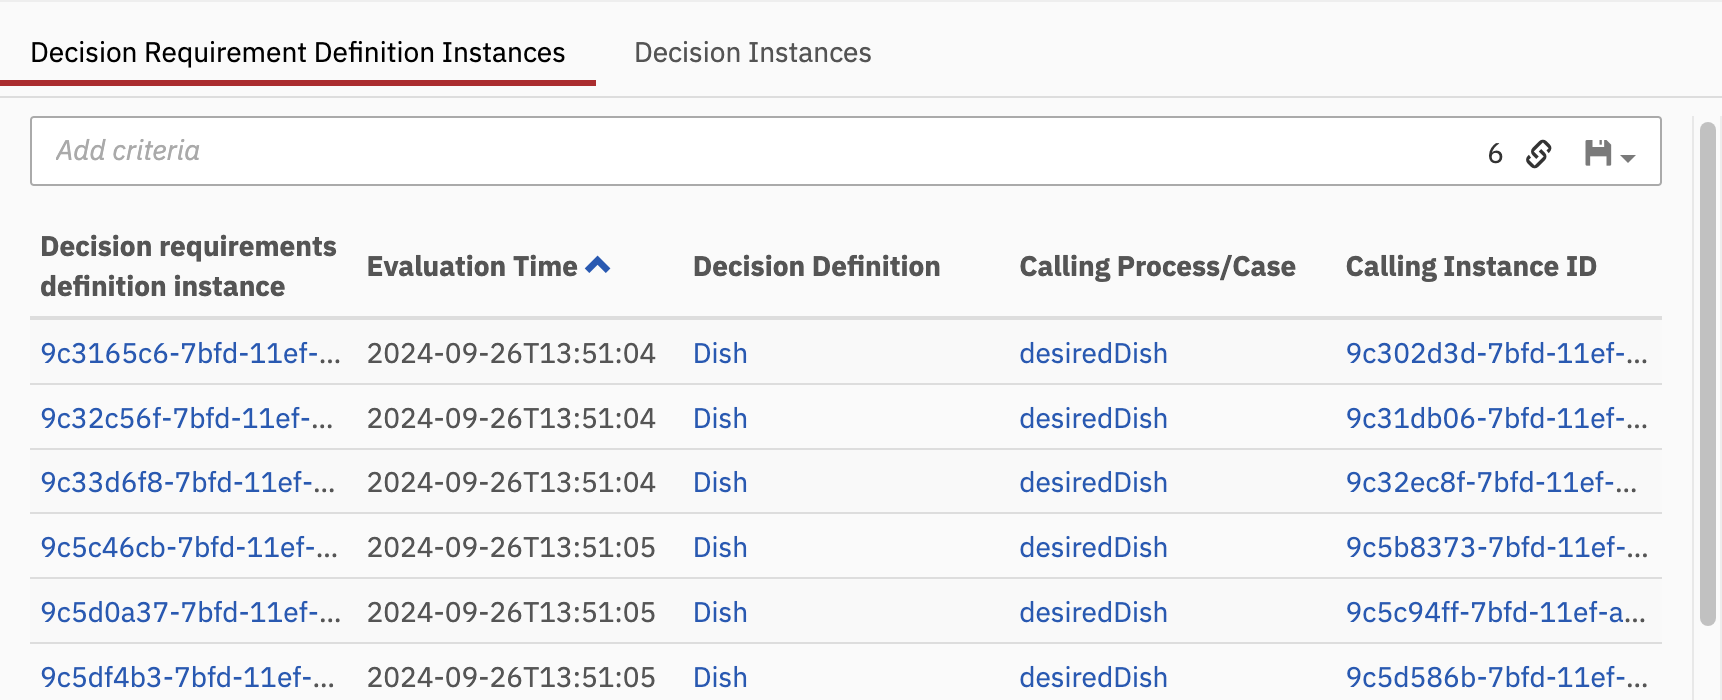 Decision Requirement Definition Instances Decision Instances
Add criteria 6
Decision requirements definition instance Evaluation Time Decision Definition Calling Process/Case Calling Instance ID
9c3165c6-7bfd-11ef-... 2024-09-26T13:51:04 Dish desiredDish 9c302d3d-7bfd-11ef-...
9c32c56f-7bfd-11ef-... 2024-09-26T13:51:04 Dish desiredDish 9c31db06-7bfd-11ef-...
9c33d6f8-7bfd-11ef-... 2024-09-26T13:51:04 Dish desiredDish 9c32ec8f-7bfd-11ef-...
9c5c46cb-7bfd-11ef-... 2024-09-26T13:51:05 Dish desiredDish 9c5b8373-7bfd-11ef-...
9c5d0a37-7bfd-11ef-... 2024-09-26T13:51:05 Dish desiredDish 9c5c94ff-7bfd-11ef-a...
9c5df4b3-7bfd-11ef-... 2024-09-26T13:51:05 Dish desiredDish 9c5d586b-7bfd-11ef-...